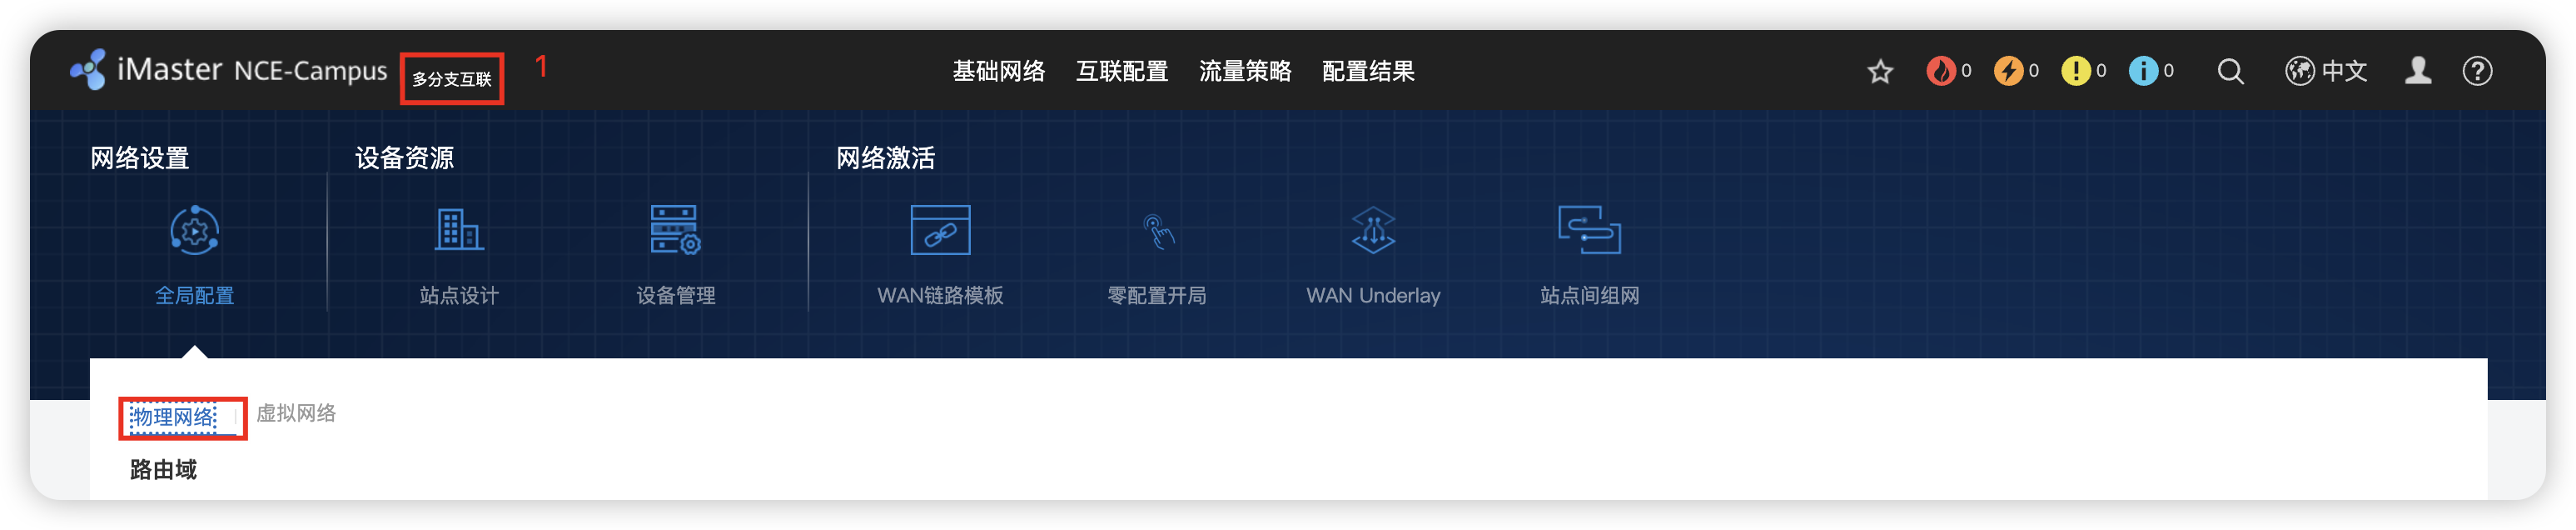 iMaster NCE-Campus 多分支互联 1 基础网络 互联配置 流量策略 配置结果 0 0 0 0 中文
网络设置 设备资源 网络激活
全局配置 站点设计 设备管理 WAN链路模板 零配置开局 WAN Underlay 站点间组网
物理网络 虚拟网络
路由域